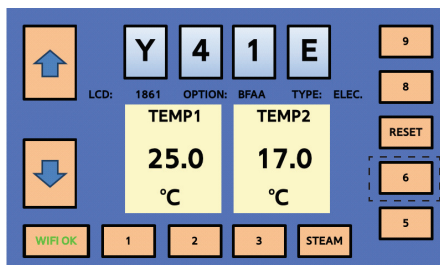 Y 4 1 E
9
8
LCD: 1861 OPTION: BFAA TYPE: ELEC.
TEMP1 TEMP2
RESET
25.0 17.0
°C °C
6
5
WIFI OK 1 2 3 STEAM